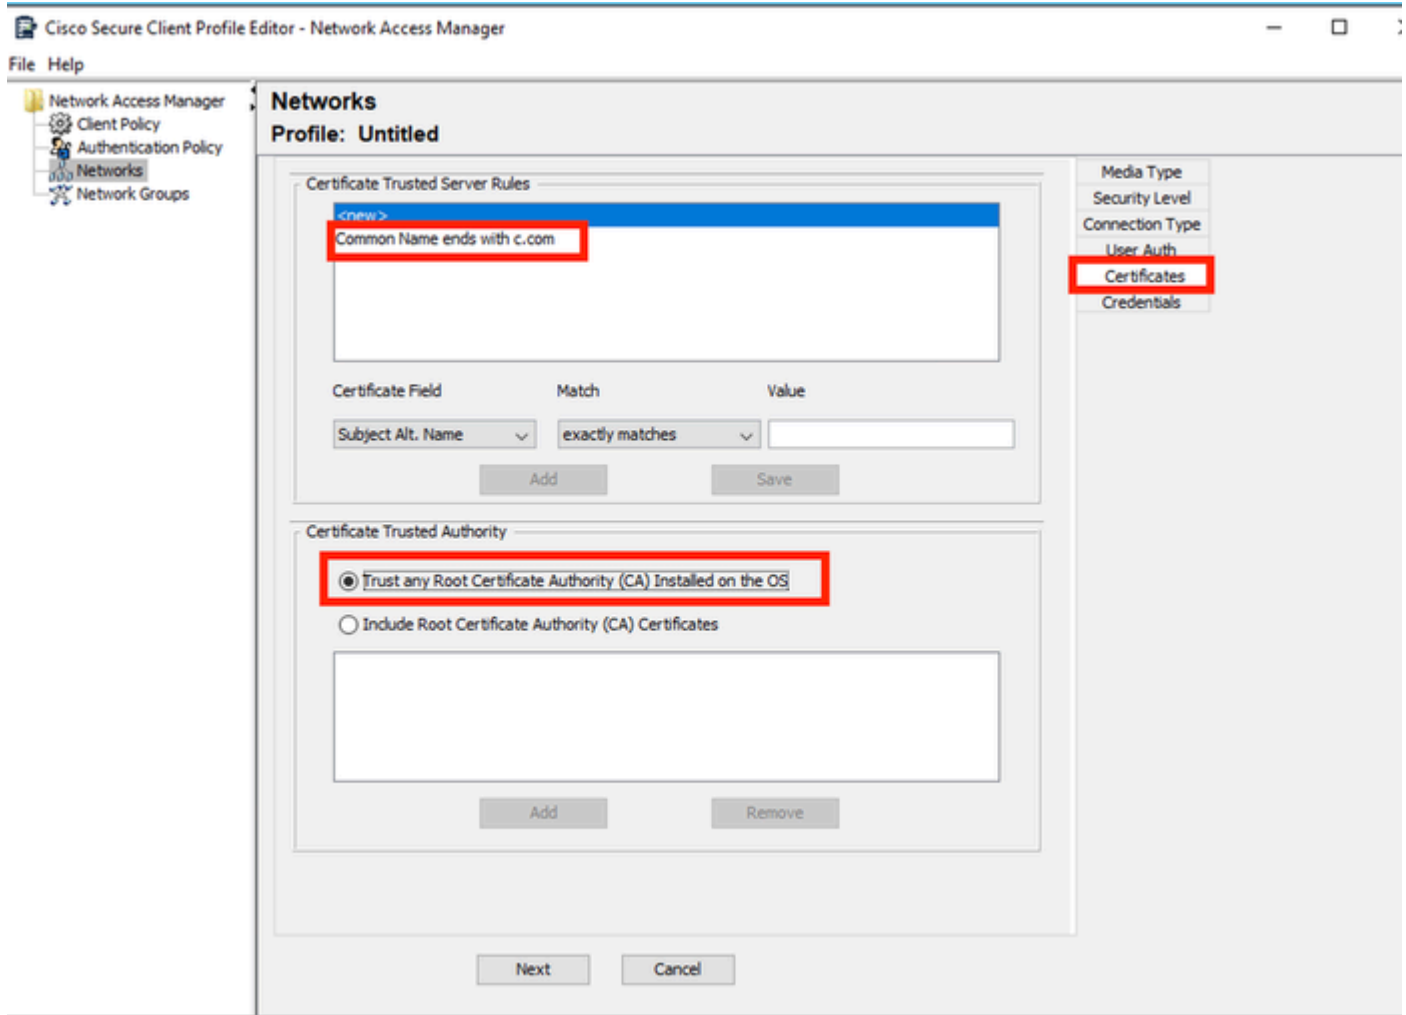 Cisco Secure Client Profile Editor - Network Access Manager
File Help
Network Access Manager
Client Policy
Authentication Policy
Networks
Network Groups
Networks
Profile: Untitled
Certificate Trusted Server Rules
<new>
Common Name ends with c.com
Certificate Field Match Value
Subject Alt. Name exactly matches
Add Save
Certificate Trusted Authority
Trust any Root Certificate Authority (CA) Installed on the OS
Include Root Certificate Authority (CA) Certificates
Add Remove
Next Cancel
Media Type
Security Level
Connection Type
User Auth
Certificates
Credentials